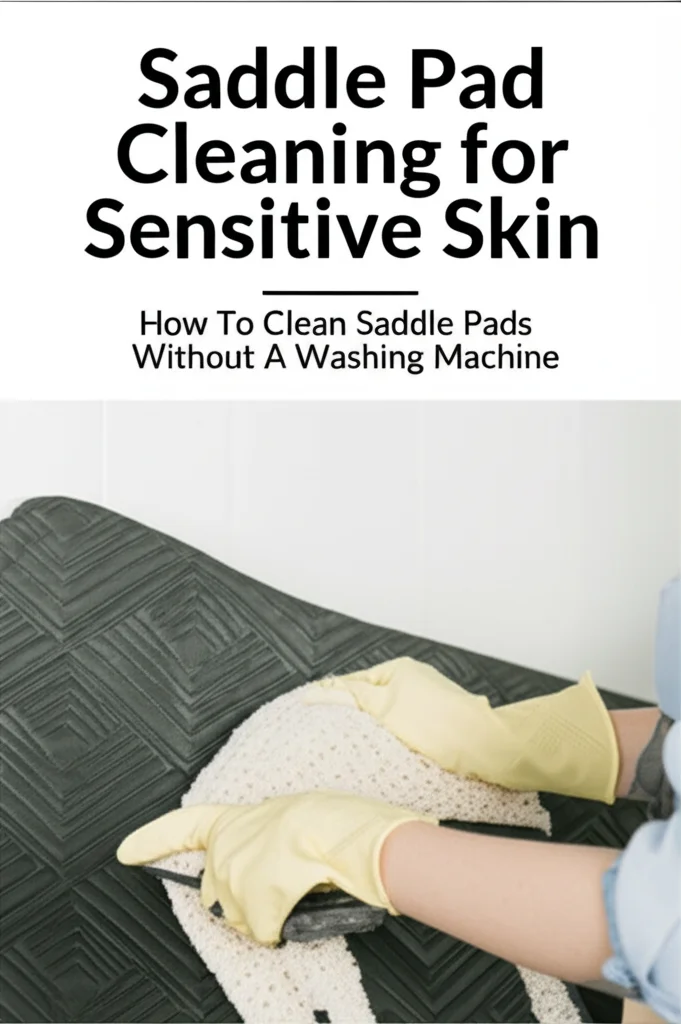 Saddle Pad
Cleaning for
Sensitive Skin
How To Clean Saddle Pads
Without A Washing Machine